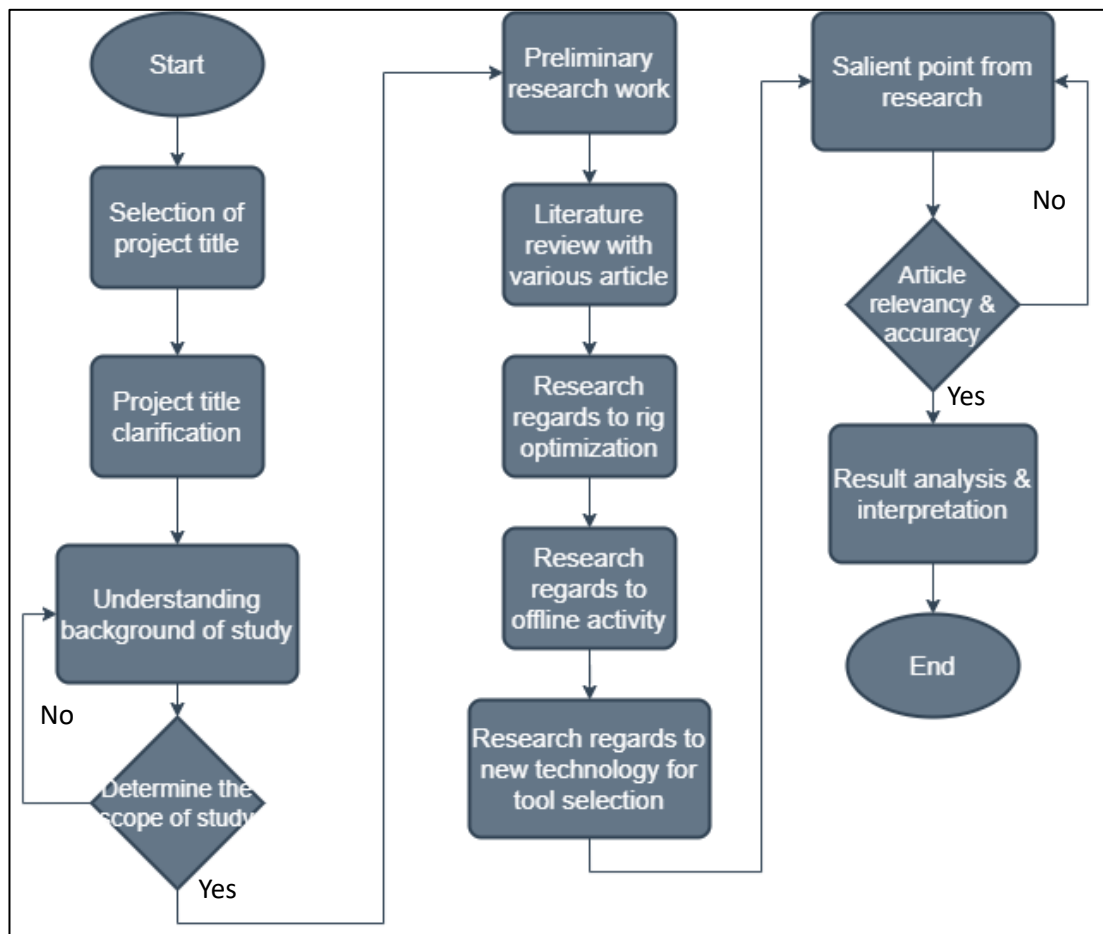 Start
Selection of
project title
Project title
clarification
Understanding
background of study
No
Determine the
scope of study
Yes
Preliminary
research work
Literature
review with
various article
Research
regards to rig
optimization
Research
regards to
offline activity
Research regards to
new technology for
tool selection
Salient point from
research
No
Article
relevancy &
accuracy
Yes
Result analysis &
interpretation
End